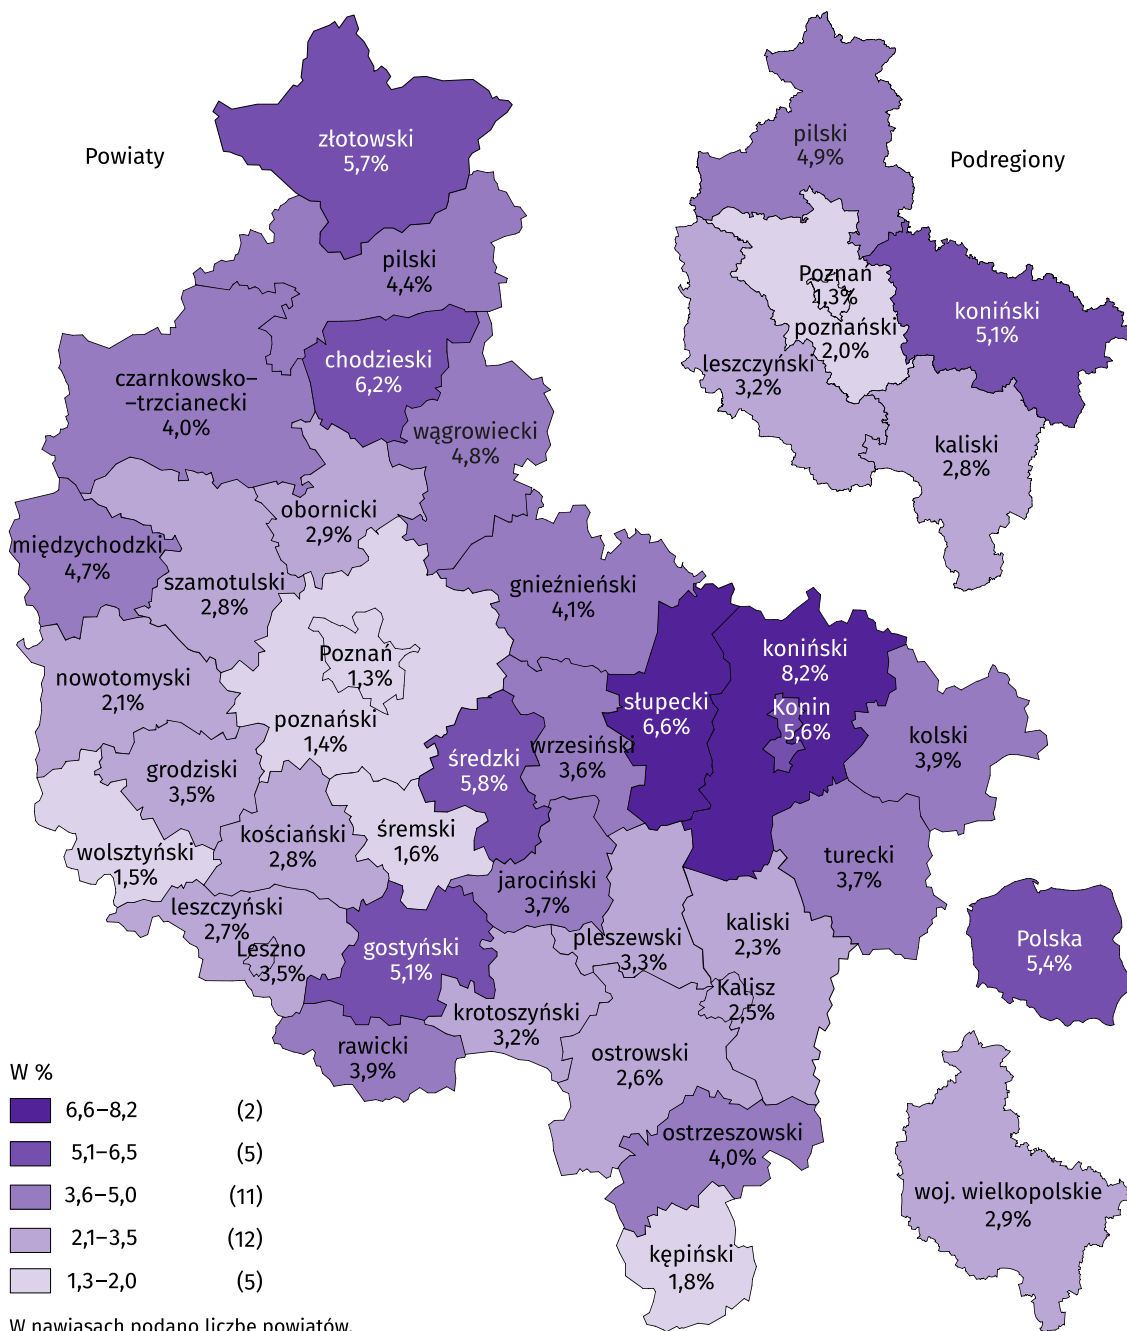 Powiaty
złotowski
5,7%
pilski
4,4%
chodzieski
6,2%
czarnkowsko–
–trzcianecki
4,0%
wągrowiecki
4,8%
obornicki
2,9%
międzychodzki
4,7%
szamotulski
2,8%
gnieźnieński
4,1%
Poznań
1,3%
poznański
1,4%
nowotomyski
2,1%
grodziski
3,5%
słupecki
6,6%
koniński
8,2%
Konin
5,6%
kolski
3,9%
średzki
5,8%
wrzesiński
3,6%
śremski
1,6%
kościański
2,8%
wolsztyński
1,5%
turecki
3,7%
jarociński
3,7%
leszczyński
2,7%
Leszno
3,5%
gostyński
5,1%
pleszewski
3,3%
kaliski
2,3%
Kalisz
2,5%
krotoszyński
3,2%
rawicki
3,9%
ostrowski
2,6%
ostrzeszowski
4,0%
kępiński
1,8%
Podregiony
pilski
4,9%
Poznań
1,3%
poznański
2,0%
koniński
5,1%
leszczyński
3,2%
kaliski
2,8%
Polska
5,4%
woj. wielkopolskie
2,9%
W %
6,6–8,2 (2)
5,1–6,5 (5)
3,6–5,0 (11)
2,1–3,5 (12)
1,3–2,0 (5)
W nawiasach podano liczbę powiatów.